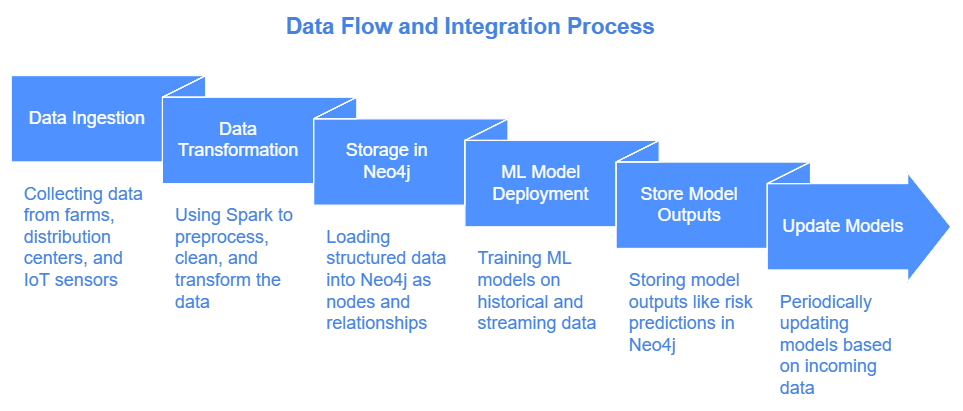 Data Flow and Integration Process
Data Ingestion
Collecting data
from farms,
distribution
centers, and
IoT sensors
Data
Transformation
Using Spark to
preprocess,
clean, and
transform the
data
Storage in
Neo4j
Loading
structured data
into Neo4j as
nodes and
relationships
ML Model
Deployment
Training ML
models on
historical and
streaming data
Store Model
Outputs
Storing model
outputs like risk
predictions in
Neo4j
Update Models
Periodically
updating
models based
on incoming
data